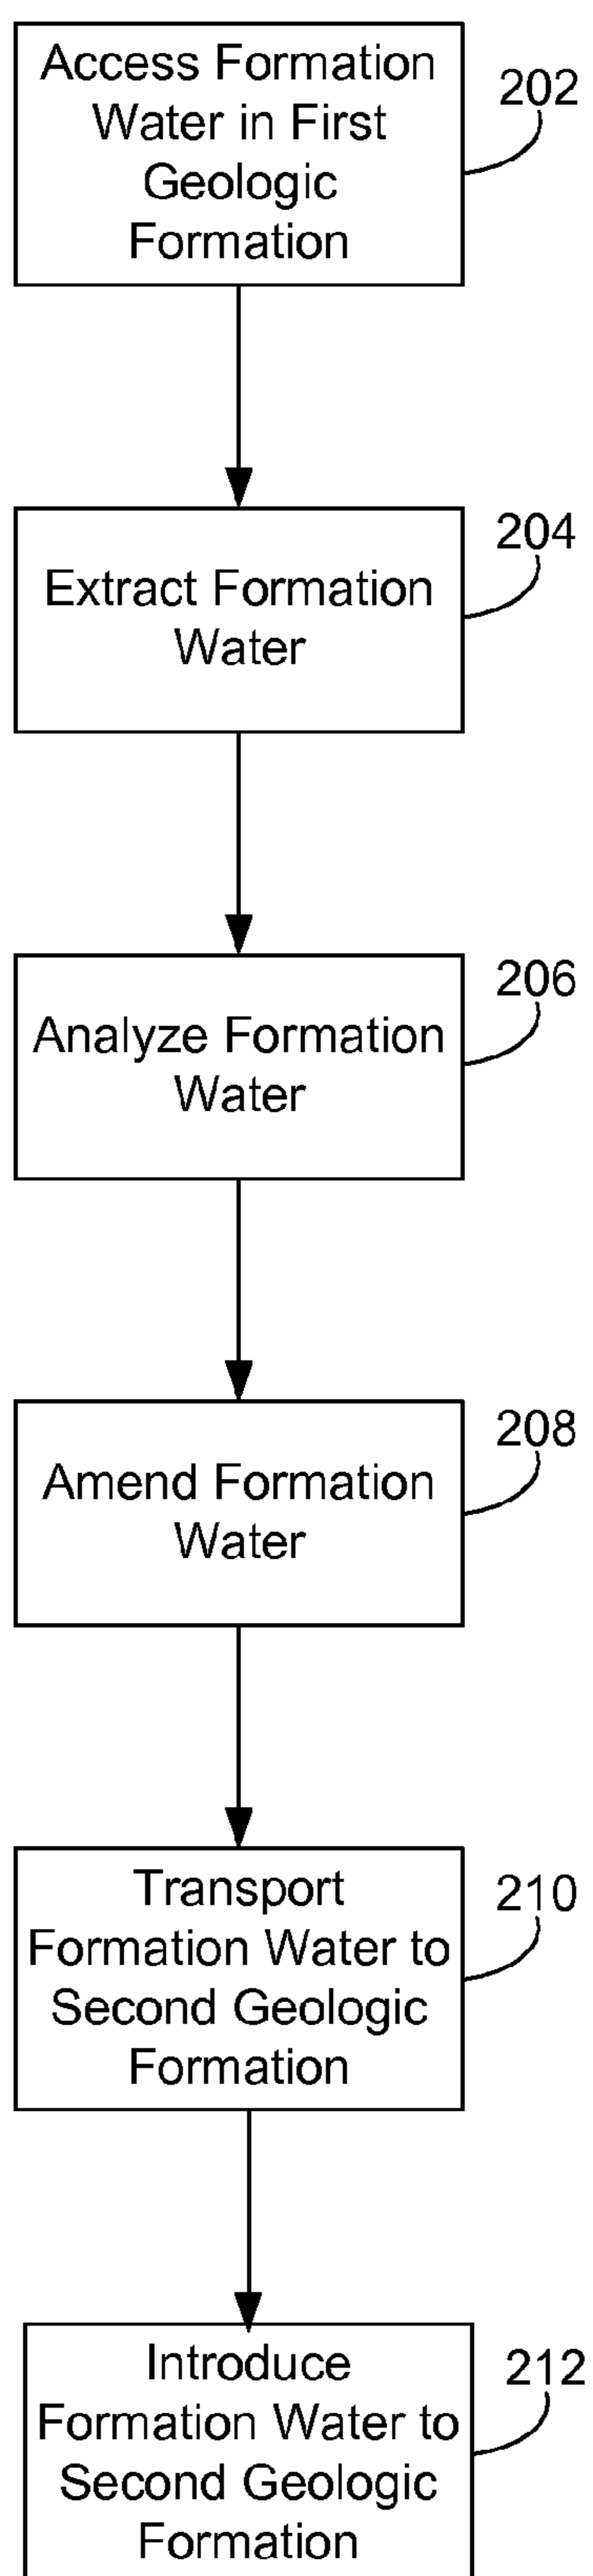 Access Formation
Water in First
Geologic
Formation
202
Extract Formation
Water
204
Analyze Formation
Water
206
Amend Formation
Water
208
Transport
Formation Water to
Second Geologic
Formation
210
Introduce
Formation Water to
Second Geologic
Formation
212